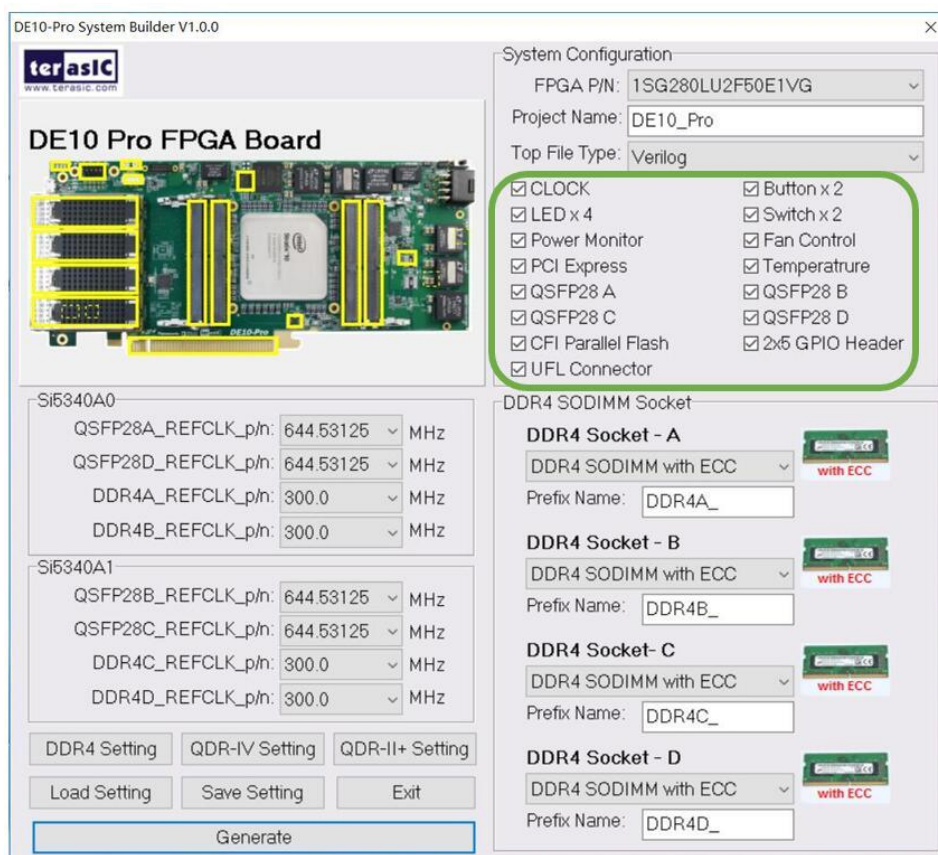 DE10-Pro System Builder V1.0.0
terasIC
www.terasic.com
DE10 Pro FPGA Board
DE10-Pro
System Configuration
FPGA P/N: 1SG280LU2F50E1VG
Project Name: DE10_Pro
Top File Type: Verilog
CLOCK Button x 2
LED x 4 Switch x 2
Power Monitor Fan Control
PCI Express Temperatrure
QSFP28 A QSFP28 B
QSFP28 C QSFP28 D
CFI Parallel Flash 2x5 GPIO Header
UFL Connector
Si5340A0
QSFP28A_REFCLK_p/n: 644.53125 MHz
QSFP28D_REFCLK_p/n: 644.53125 MHz
DDR4A_REFCLK_p/n: 300.0 MHz
DDR4B_REFCLK_p/n: 300.0 MHz
Si5340A1
QSFP28B_REFCLK_p/n: 644.53125 MHz
QSFP28C_REFCLK_p/n: 644.53125 MHz
DDR4C_REFCLK_p/n: 300.0 MHz
DDR4D_REFCLK_p/n: 300.0 MHz
DDR4 Setting QDR-IV Setting QDR-II+ Setting
Load Setting Save Setting Exit
Generate
DDR4 SODIMM Socket
DDR4 Socket - A
DDR4 SODIMM with ECC
with ECC
Prefix Name: DDR4A_
DDR4 Socket - B
DDR4 SODIMM with ECC
with ECC
Prefix Name: DDR4B_
DDR4 Socket- C
DDR4 SODIMM with ECC
with ECC
Prefix Name: DDR4C_
DDR4 Socket - D
DDR4 SODIMM with ECC
with ECC
Prefix Name: DDR4D_